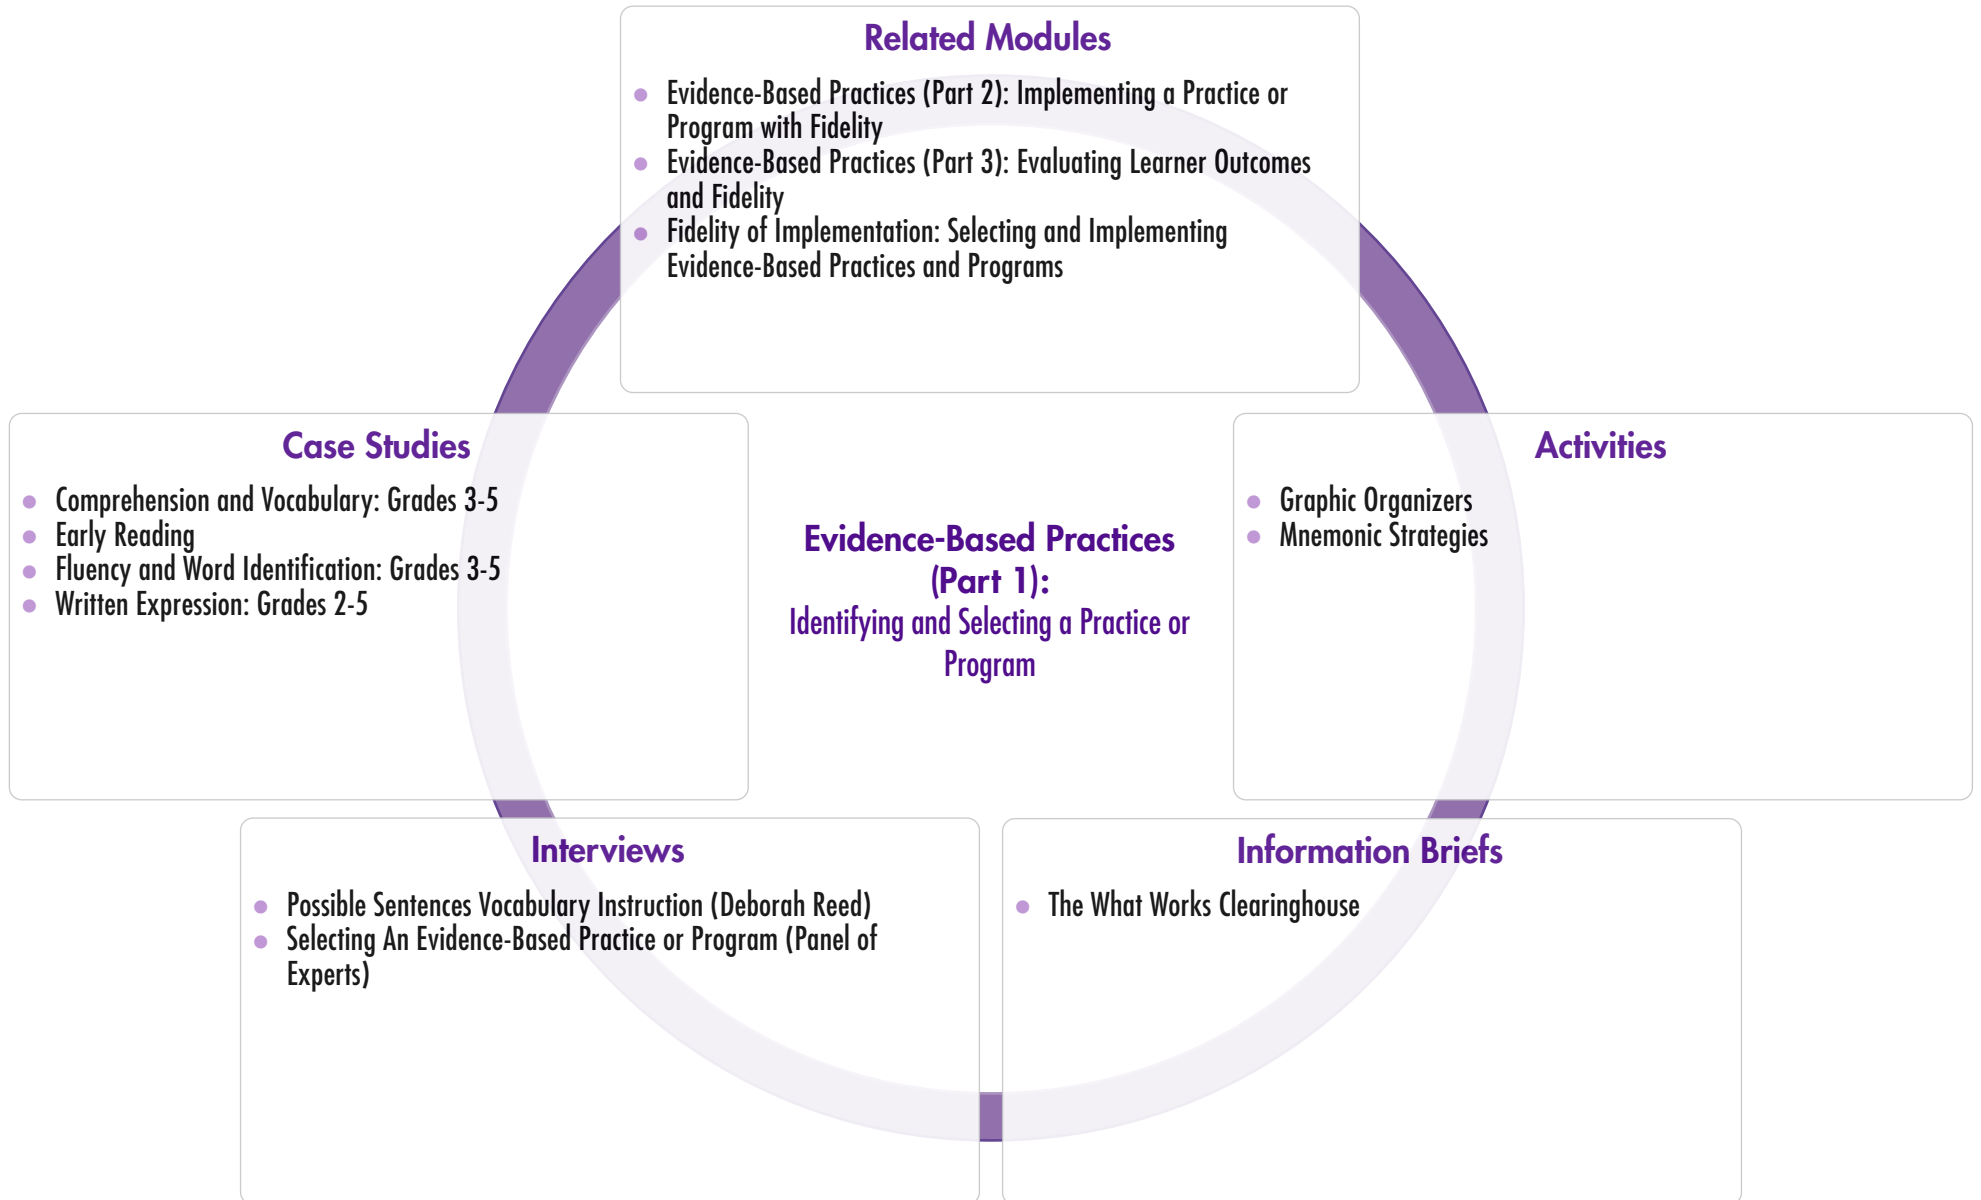 Related Modules
Evidence-Based Practices (Part 2): Implementing a Practice or
Program with Fidelity
Evidence-Based Practices (Part 3): Evaluating Learner Outcomes
and Fidelity
Fidelity of Implementation: Selecting and Implementing
Evidence-Based Practices and Programs
Case Studies
Comprehension and Vocabulary: Grades 3-5
Early Reading
Fluency and Word Identification: Grades 3-5
Written Expression: Grades 2-5
Evidence-Based Practices
(Part 1):
Identifying and Selecting a Practice or
Program
Activities
Graphic Organizers
Mnemonic Strategies
Interviews
Possible Sentences Vocabulary Instruction (Deborah Reed)
Selecting An Evidence-Based Practice or Program (Panel of
Experts)
Information Briefs
The What Works Clearinghouse